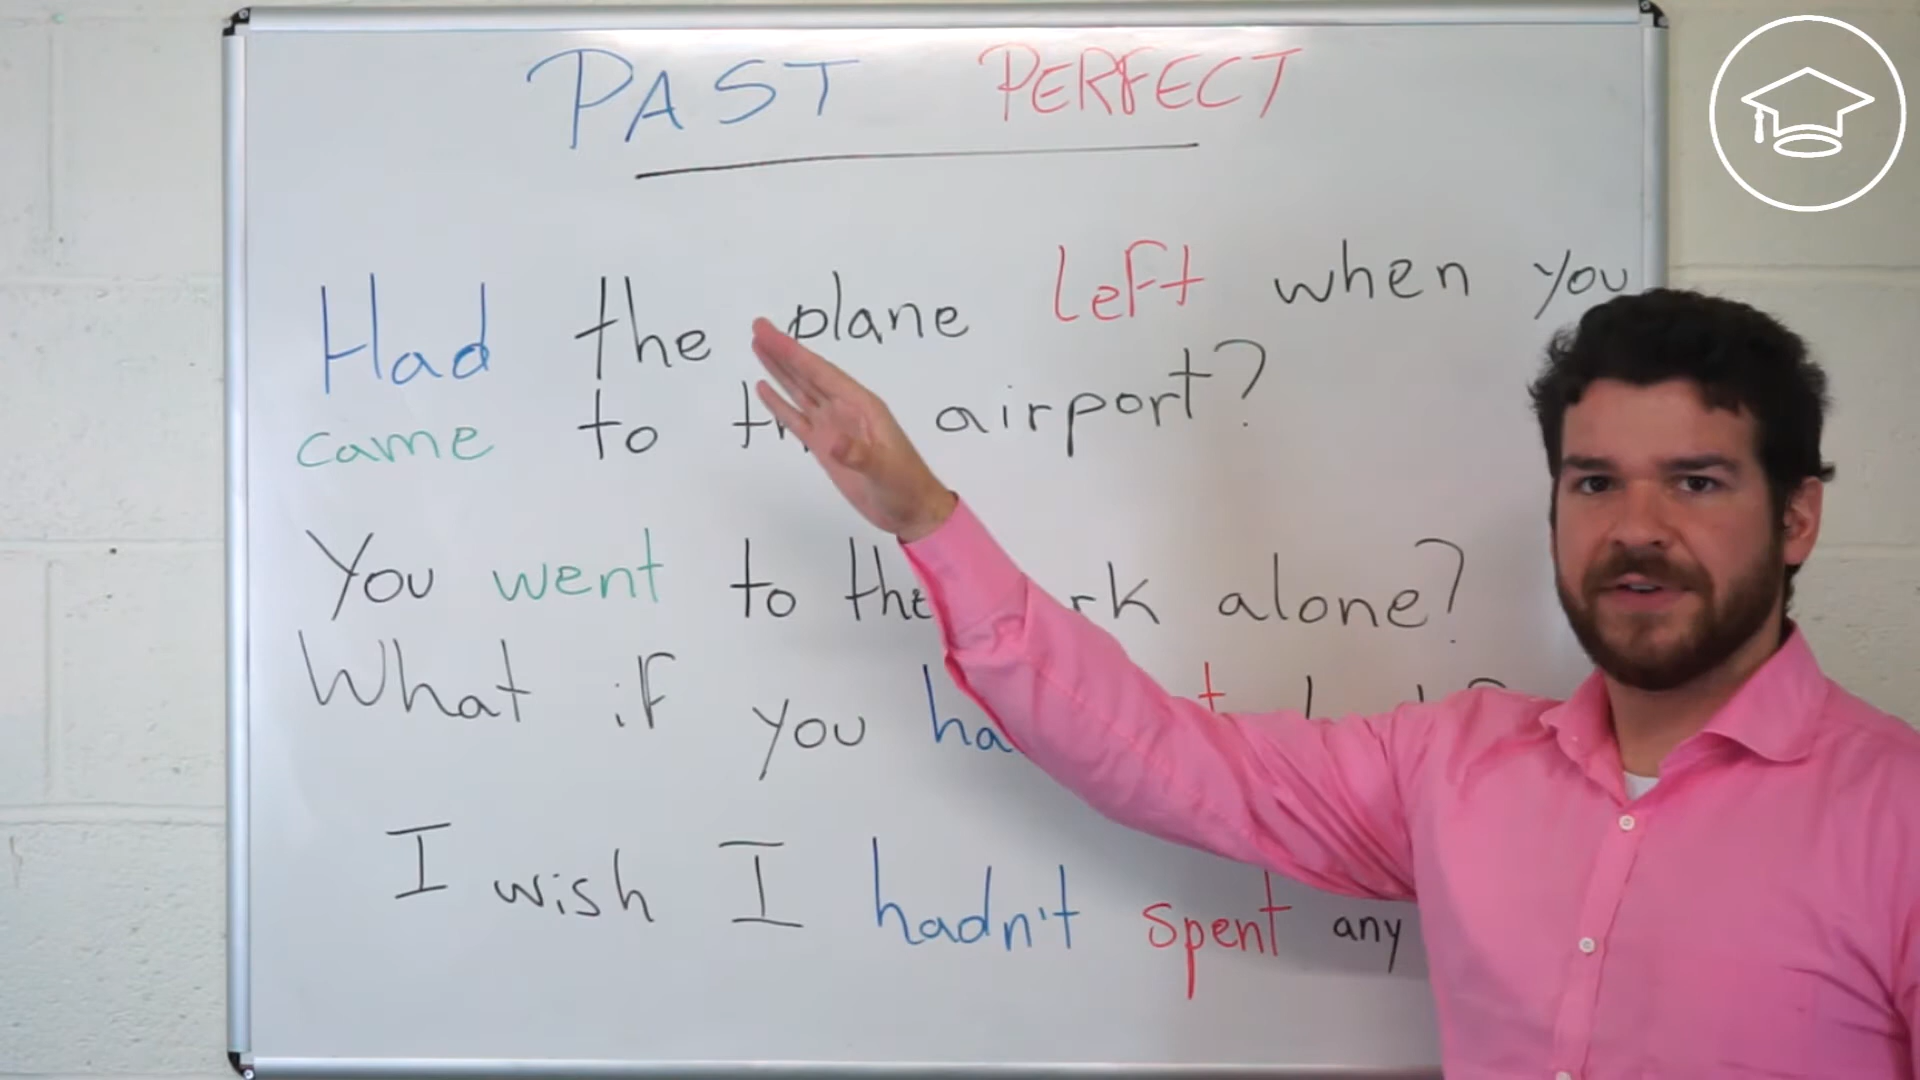 PAST PERFECT
Had the plane left when you
came to the airport?
You went to the alone?
What if you
I wish I hadn't spent any